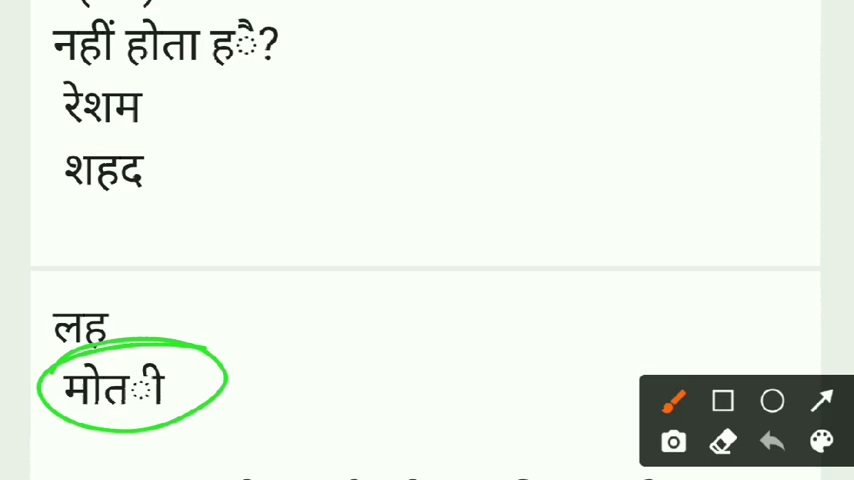 नहीं होता है?
रेशम
शहद
लह
मोती